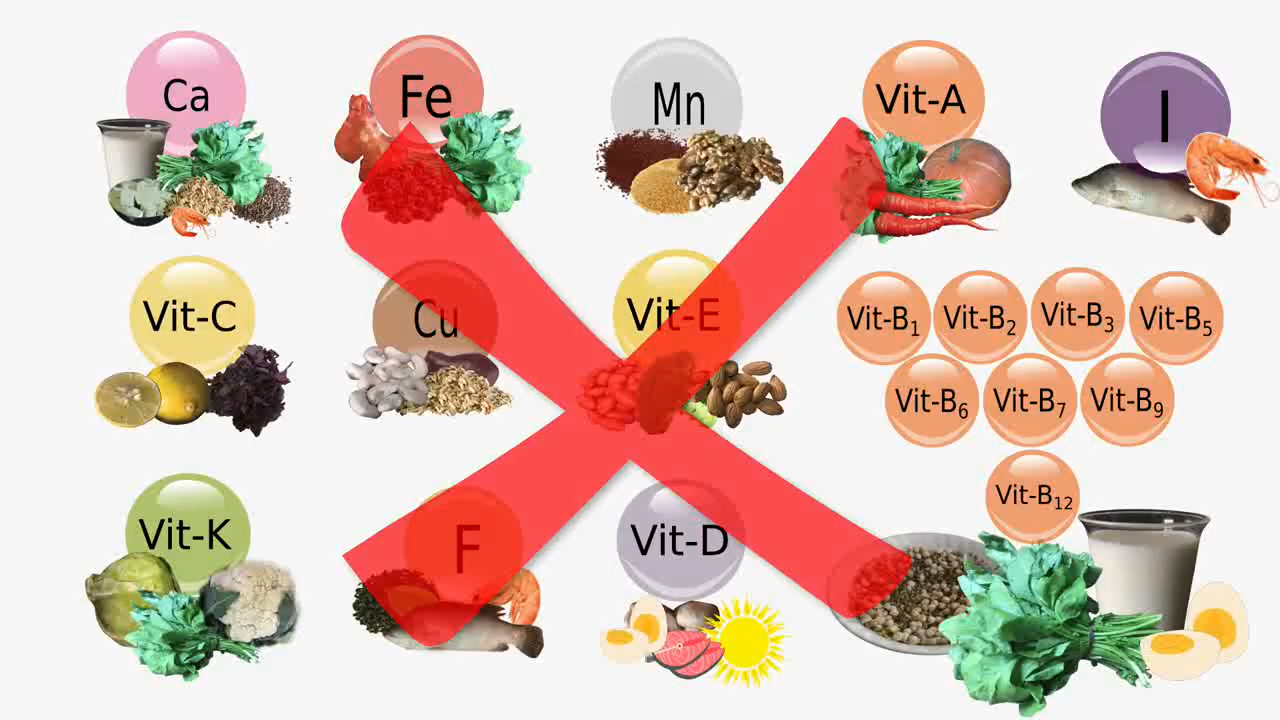 Ca
Fe
Mn
Vit-A
I
Vit-C
Cu
Vit-E
Vit-B₁
Vit-B₂
Vit-B₃
Vit-B₅
Vit-B₆
Vit-B₇
Vit-B₉
Vit-K
F
Vit-D
Vit-B₁₂